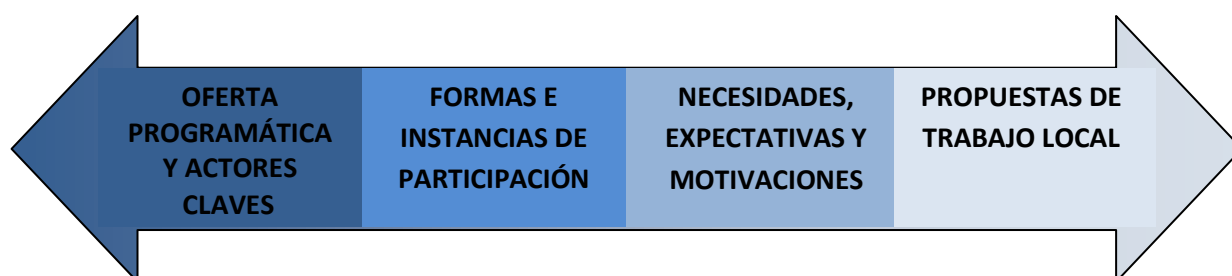 OFERTA
PROGRAMÁTICA
Y ACTORES
CLAVES
FORMAS E
INSTANCIAS DE
PARTICIPACIÓN
NECESIDADES,
EXPECTATIVAS Y
MOTIVACIONES
PROPUESTAS DE
TRABAJO LOCAL